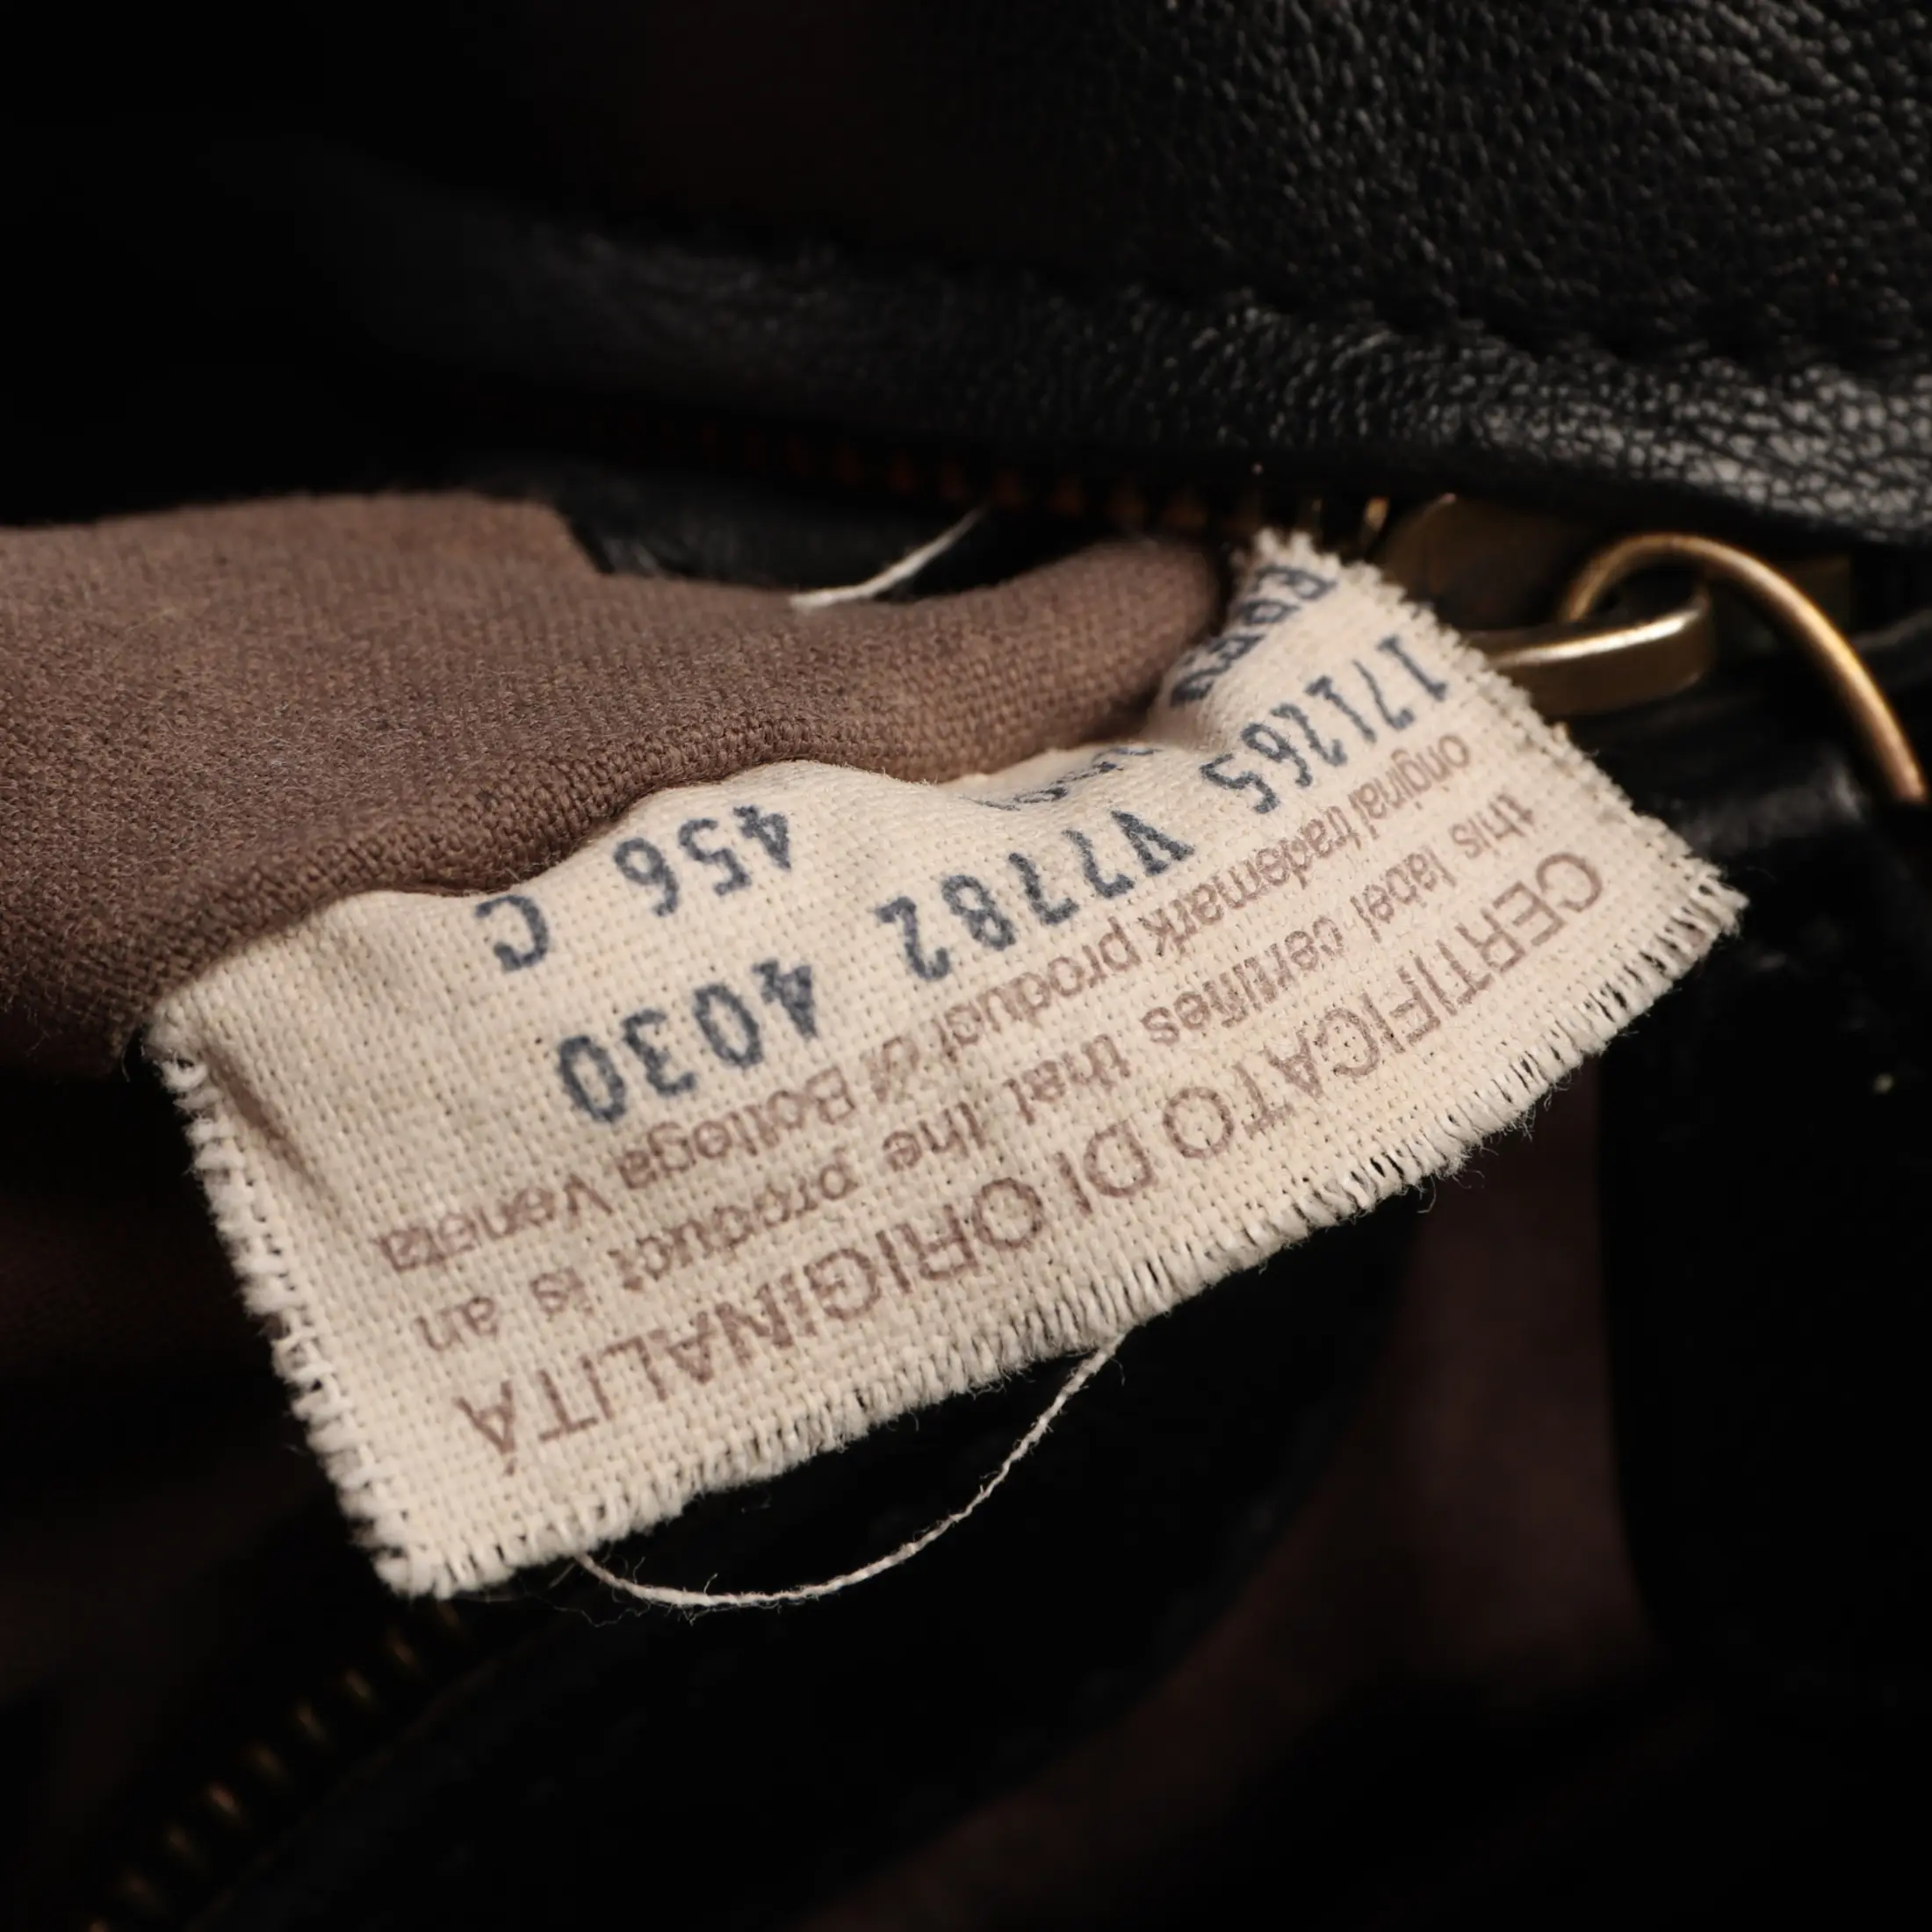 CERTIFICATO DI ORIGINALITÀ
this label certifies that the product is an
original trademark product of Bottega Veneta
171265 V7782 4030
456 C